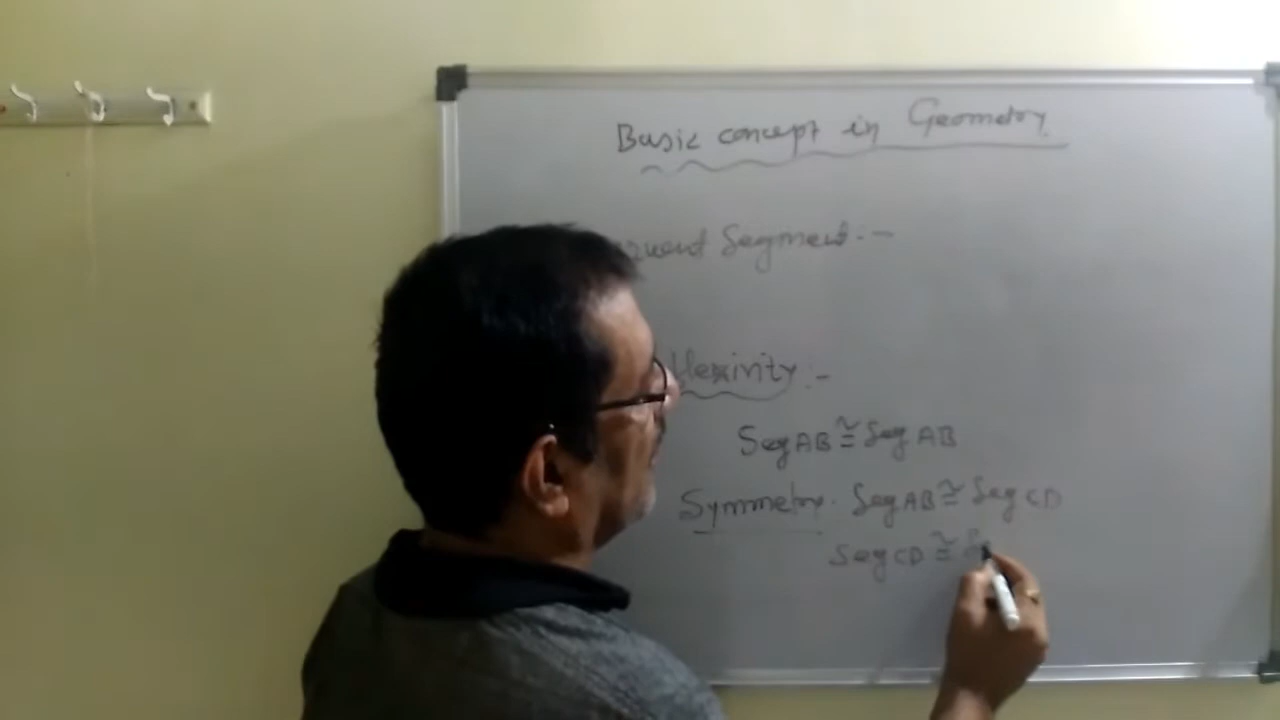 Basic concept in Geometry.
Segment. -
Seg AB ≅ Seg AB
Symmetry. Seg AB ≅ Seg CD
Seg CD ≅